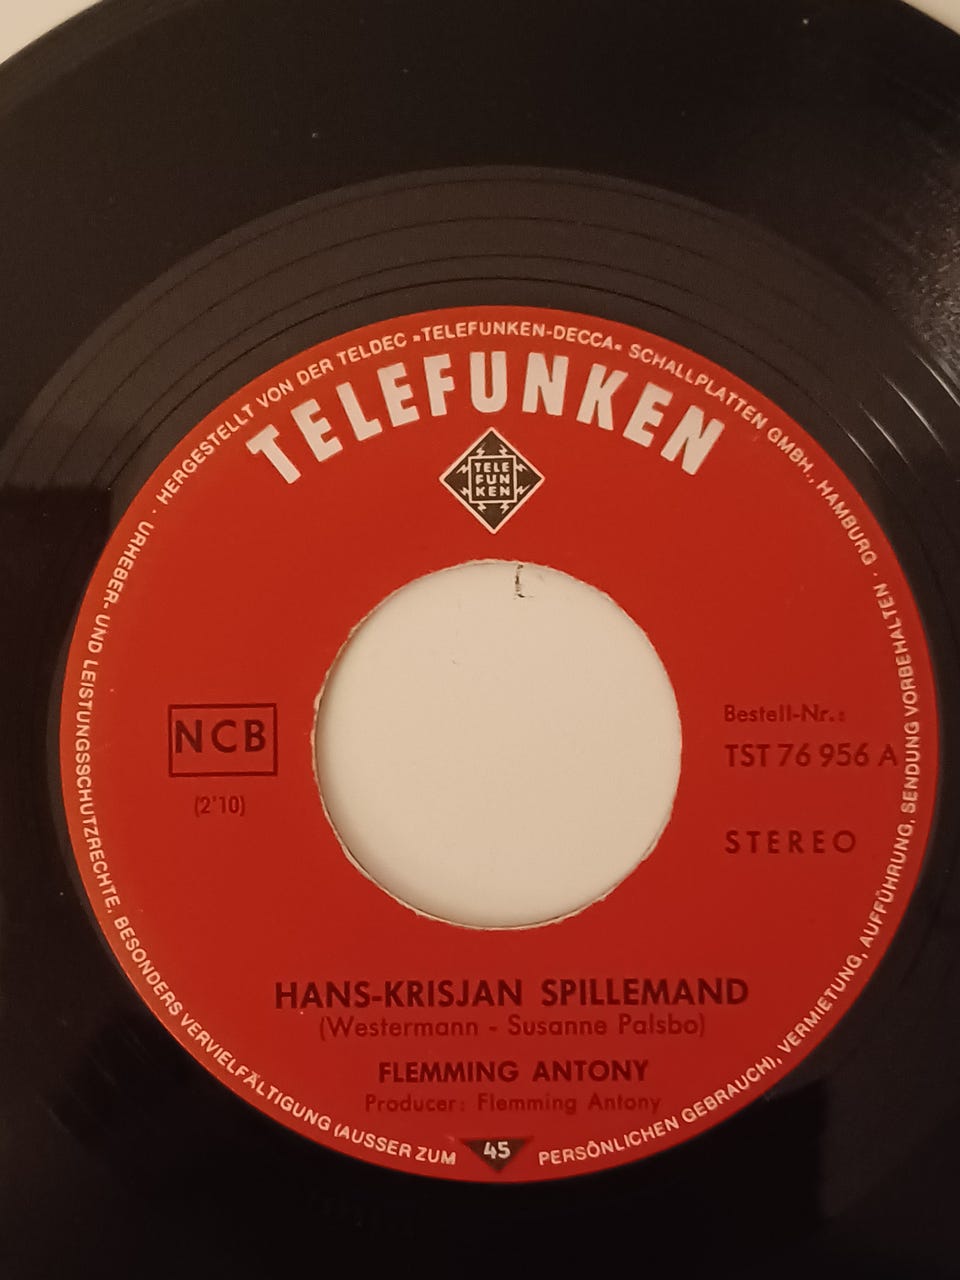 HERGESTELLT VON DER TELDEC »TELEFUNKEN-DECCA« SCHALLPLATTEN GMBH., HAMBURG · URHEBER- UND LEISTUNGSSCHUTZRECHTE, BESONDERS VERVIELFÄLTIGUNG (AUSSER ZUM PERSÖNLICHEN GEBRAUCH), VERMIETUNG, AUFFÜHRUNG, SENDUNG VORBEHALTEN ·
TELEFUNKEN
TELE
FUN
KEN
NCB
(2'10)
Bestell-Nr.:
TST 76 956 A
STEREO
HANS-KRISJAN SPILLEMAND
(Westermann - Susanne Palsbo)
FLEMMING ANTONY
Producer: Flemming Antony
45